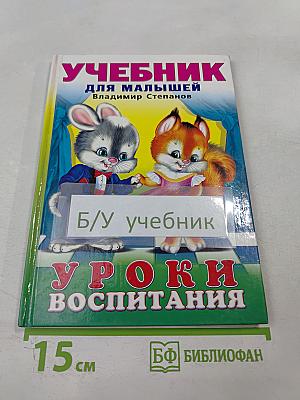 УЧЕБНИК
ДЛЯ МАЛЫШЕЙ
Владимир Степанов
Б/У учебник
УРОКИ
ВОСПИТАНИЯ
15 см
БФ БИБЛИОФАН